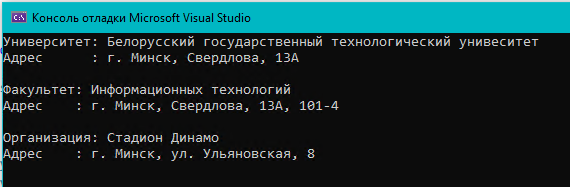 Консоль отладки Microsoft Visual Studio
Университет: Белорусский государственный технологический унивеситет
Адрес      : г. Минск, Свердлова, 13А
Факультет: Информационных технологий
Адрес    : г. Минск, Свердлова, 13А, 101-4
Организация: Стадион Динамо
Адрес    : г. Минск, ул. Ульяновская, 8